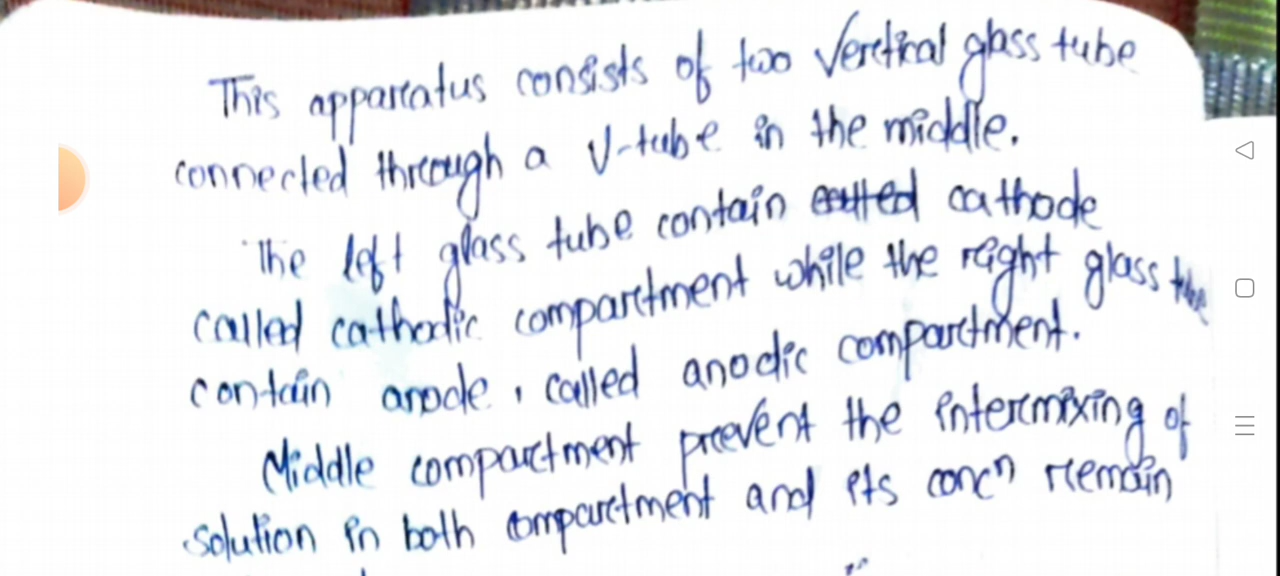 This apparatus consists of two vertical glass tube
connected through a U-tube in the middle.
The left glass tube contain called cathode
called cathodic compartment while the right glass tube
contain anode, called anodic compartment.
Middle compartment prevent the intermixing of
solution in both compartment and its concn remain